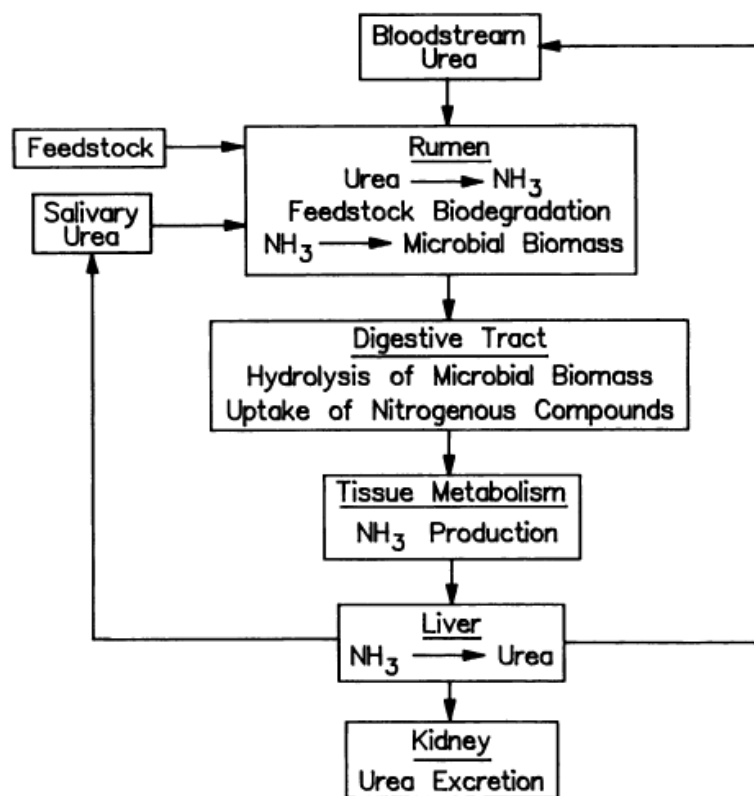 Bloodstream
Urea
Feedstock
Salivary
Urea
Rumen
Urea → NH₃
Feedstock Biodegradation
NH₃ → Microbial Biomass
Digestive Tract
Hydrolysis of Microbial Biomass
Uptake of Nitrogenous Compounds
Tissue Metabolism
NH₃ Production
Liver
NH₃ → Urea
Kidney
Urea Excretion